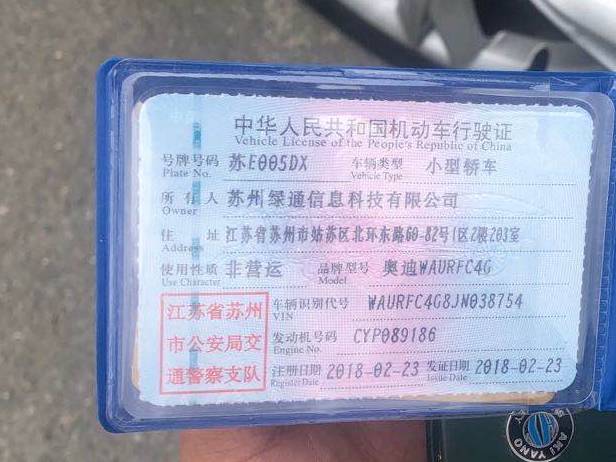 中华人民共和国机动车行驶证
Vehicle License of the People's Republic of China
号牌号码 苏E005DX 车辆类型 小型轿车
Plate No. Vehicle Type
所有人 苏州绿通信息科技有限公司
Owner
住址 江苏省苏州市姑苏区北环东路60-82号1区2幢203室
Address
使用性质 非营运 品牌型号 奥迪WAURFC4G
Use Character Model
江苏省苏州
市公安局交
通警察支队
车辆识别代号 WAURFC4G8JN038754
VIN
发动机号码 CYP089186
Engine No.
注册日期 2018-02-23 发证日期 2018-02-23
Register Date Issue Date